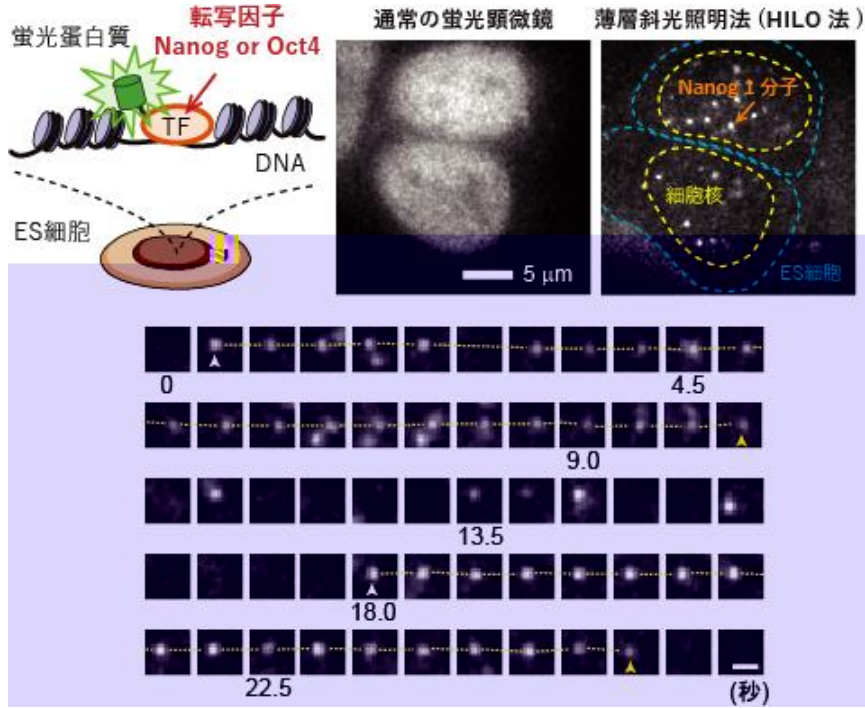 蛍光蛋白質
転写因子
Nanog or Oct4
TF
DNA
ES細胞
通常の蛍光顕微鏡
5 μm
薄層斜光照明法 (HILO 法)
Nanog 1 分子
細胞核
ES細胞
0
4.5
9.0
13.5
18.0
22.5
(秒)